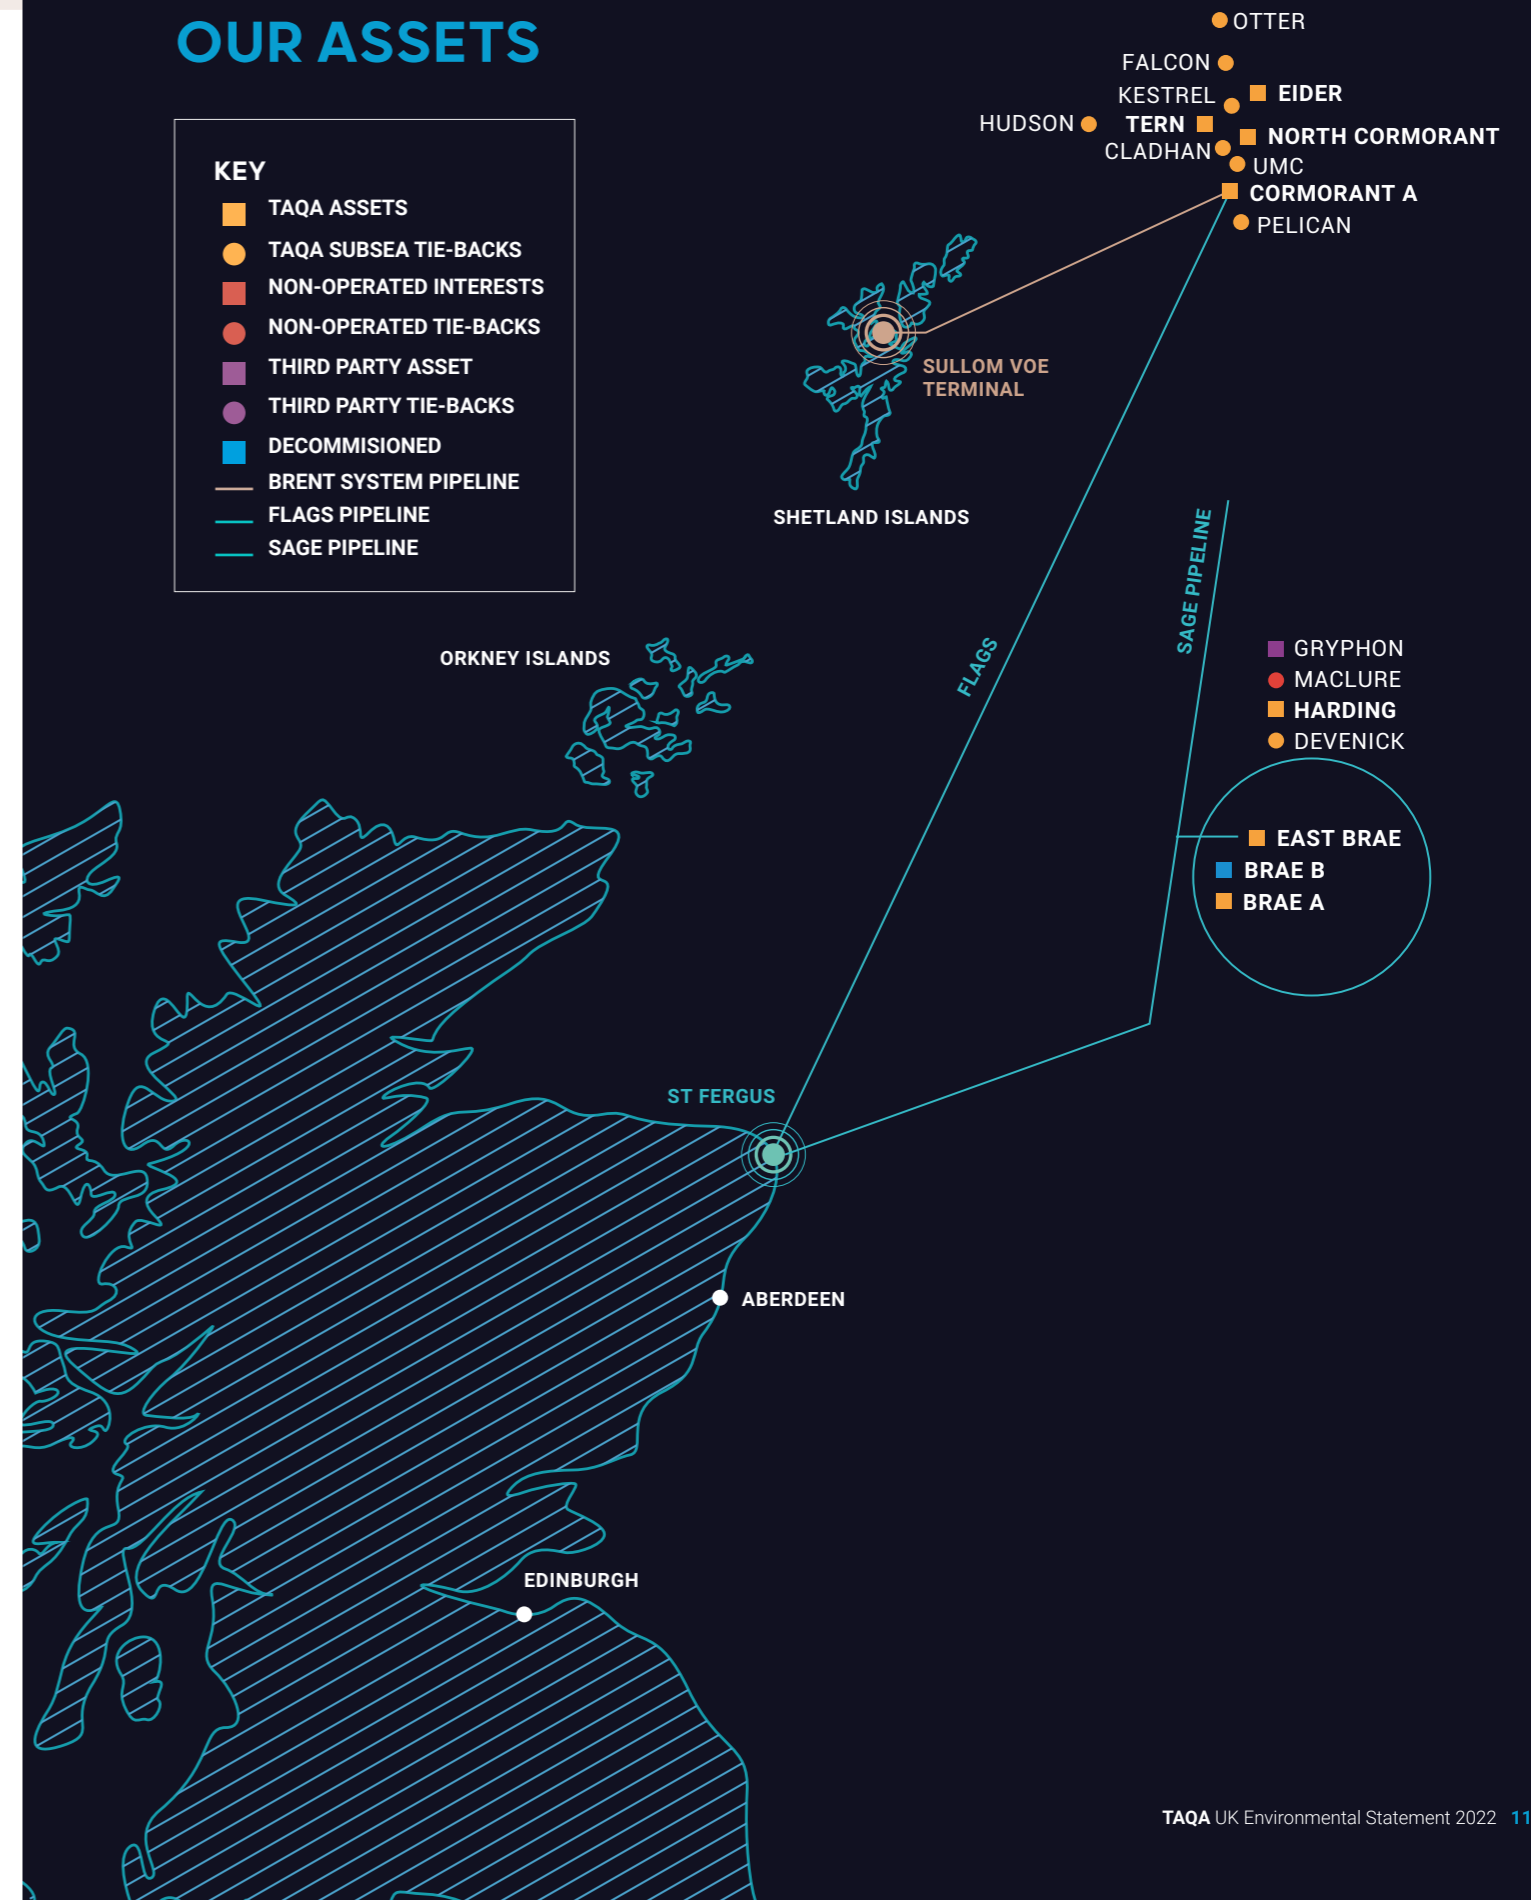 OUR ASSETS
KEY
TAQA ASSETS
TAQA SUBSEA TIE-BACKS
NON-OPERATED INTERESTS
NON-OPERATED TIE-BACKS
THIRD PARTY ASSET
THIRD PARTY TIE-BACKS
DECOMMISIONED
BRENT SYSTEM PIPELINE
FLAGS PIPELINE
SAGE PIPELINE
OTTER
FALCON
KESTREL
EIDER
HUDSON
TERN
NORTH CORMORANT
CLADHAN
UMC
CORMORANT A
PELICAN
SULLOM VOE
TERMINAL
SHETLAND ISLANDS
SAGE PIPELINE
FLAGS
ORKNEY ISLANDS
GRYPHON
MACLURE
HARDING
DEVENICK
EAST BRAE
BRAE B
BRAE A
ST FERGUS
ABERDEEN
EDINBURGH
TAQA UK Environmental Statement 2022 11